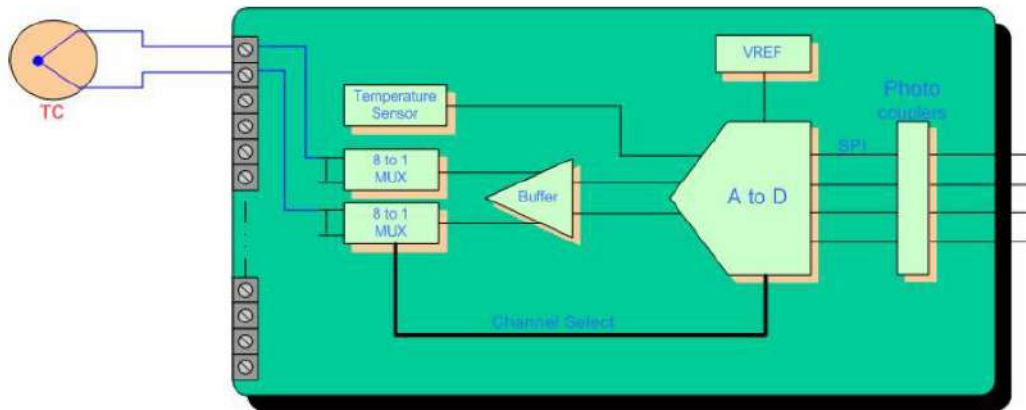 TC
VREF
Temperature
Sensor
Photo
couplers
8 to 1
MUX
SPI
Buffer
A to D
8 to 1
MUX
Channel Select